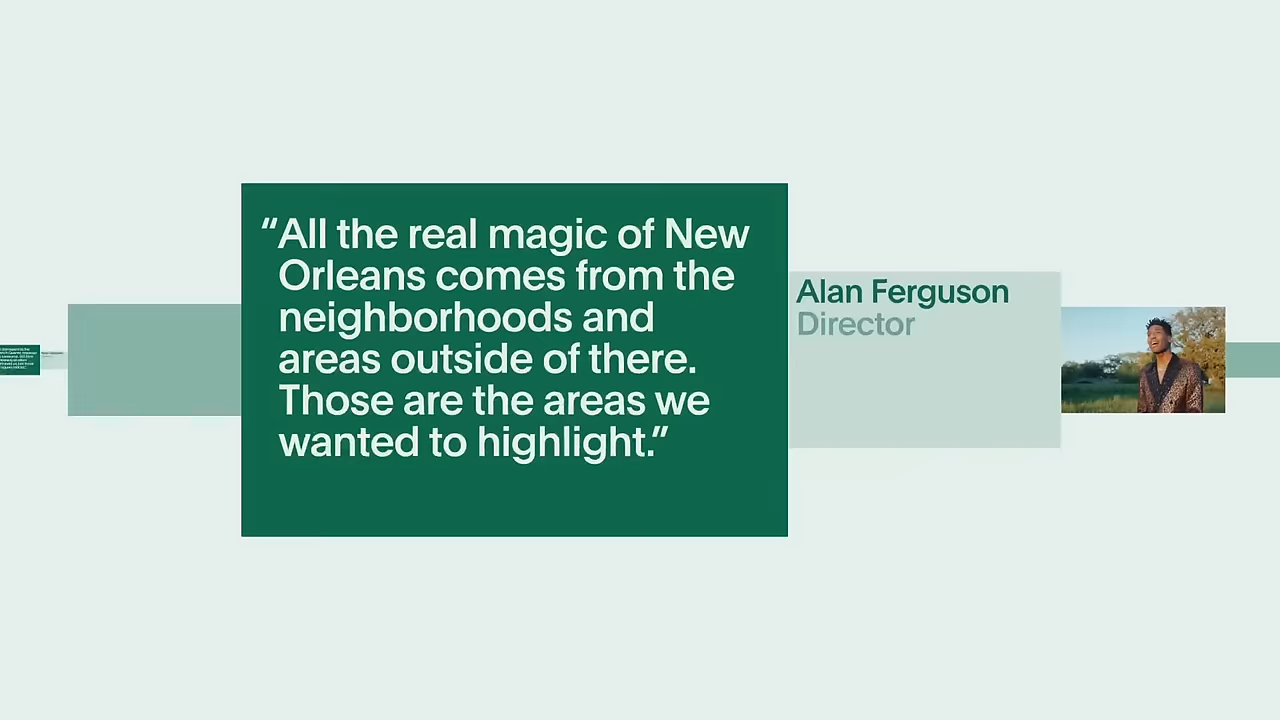 “All the real magic of New
Orleans comes from the
neighborhoods and
areas outside of there.
Those are the areas we
wanted to highlight.”
Alan Ferguson
Director